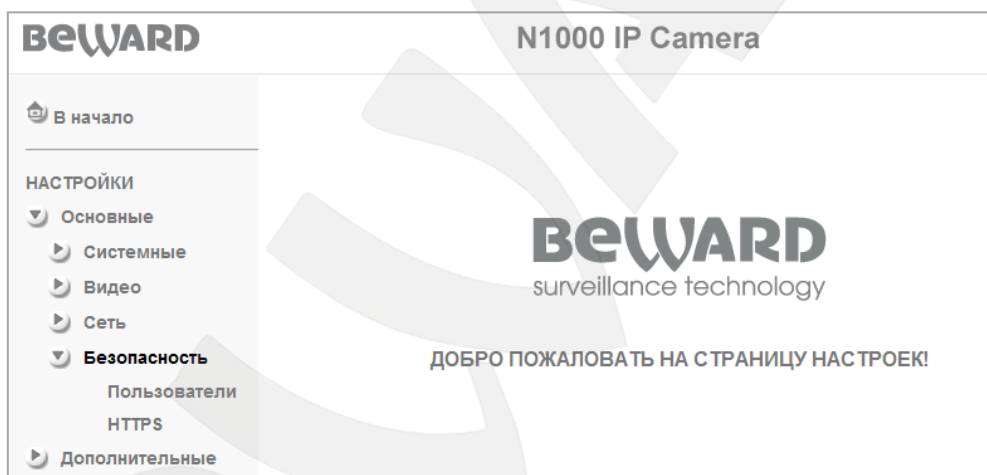 BEWARD
N1000 IP Camera
В начало
НАСТРОЙКИ
Основные
Системные
Видео
Сеть
Безопасность
Пользователи
HTTPS
Дополнительные
BEWARD
surveillance technology
ДОБРО ПОЖАЛОВАТЬ НА СТРАНИЦУ НАСТРОЕК!